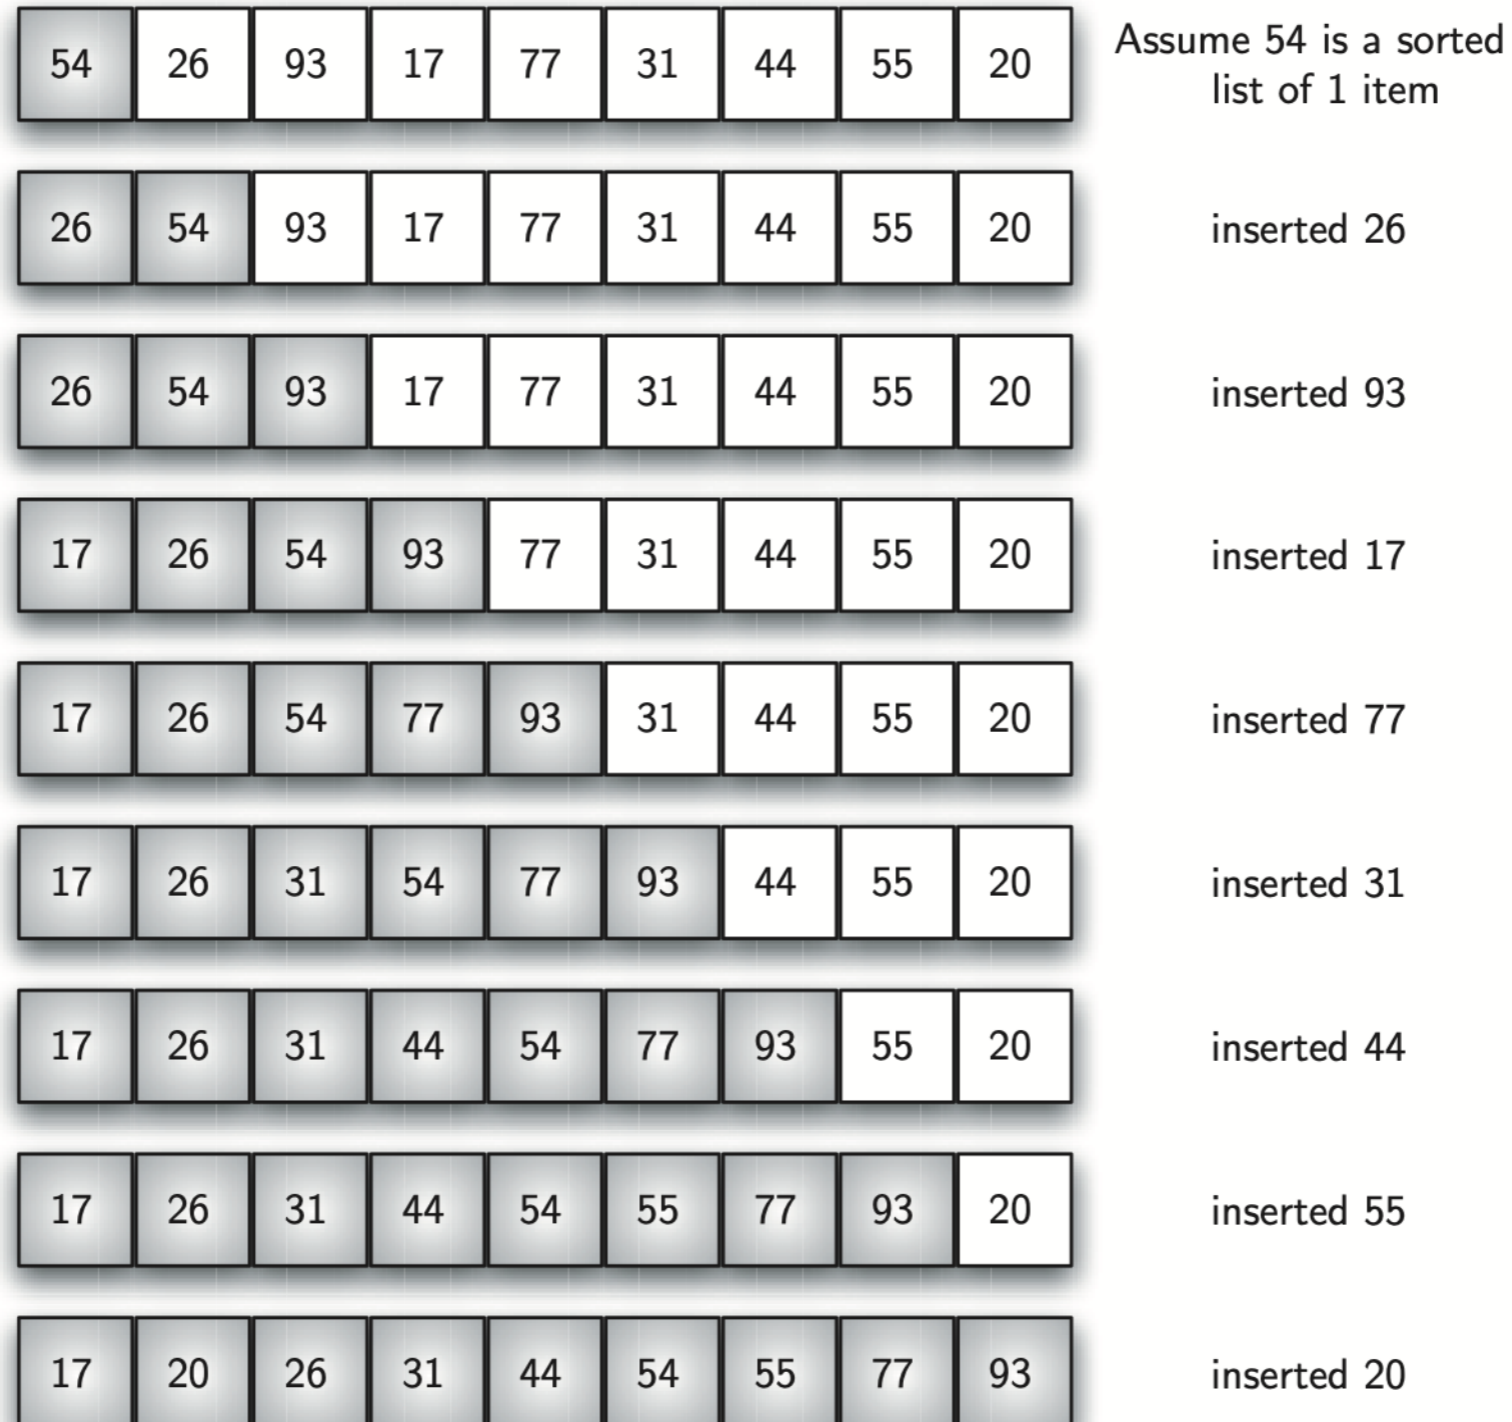 54 26 93 17 77 31 44 55 20 Assume 54 is a sorted
list of 1 item
26 54 93 17 77 31 44 55 20 inserted 26
26 54 93 17 77 31 44 55 20 inserted 93
17 26 54 93 77 31 44 55 20 inserted 17
17 26 54 77 93 31 44 55 20 inserted 77
17 26 31 54 77 93 44 55 20 inserted 31
17 26 31 44 54 77 93 55 20 inserted 44
17 26 31 44 54 55 77 93 20 inserted 55
17 20 26 31 44 54 55 77 93 inserted 20